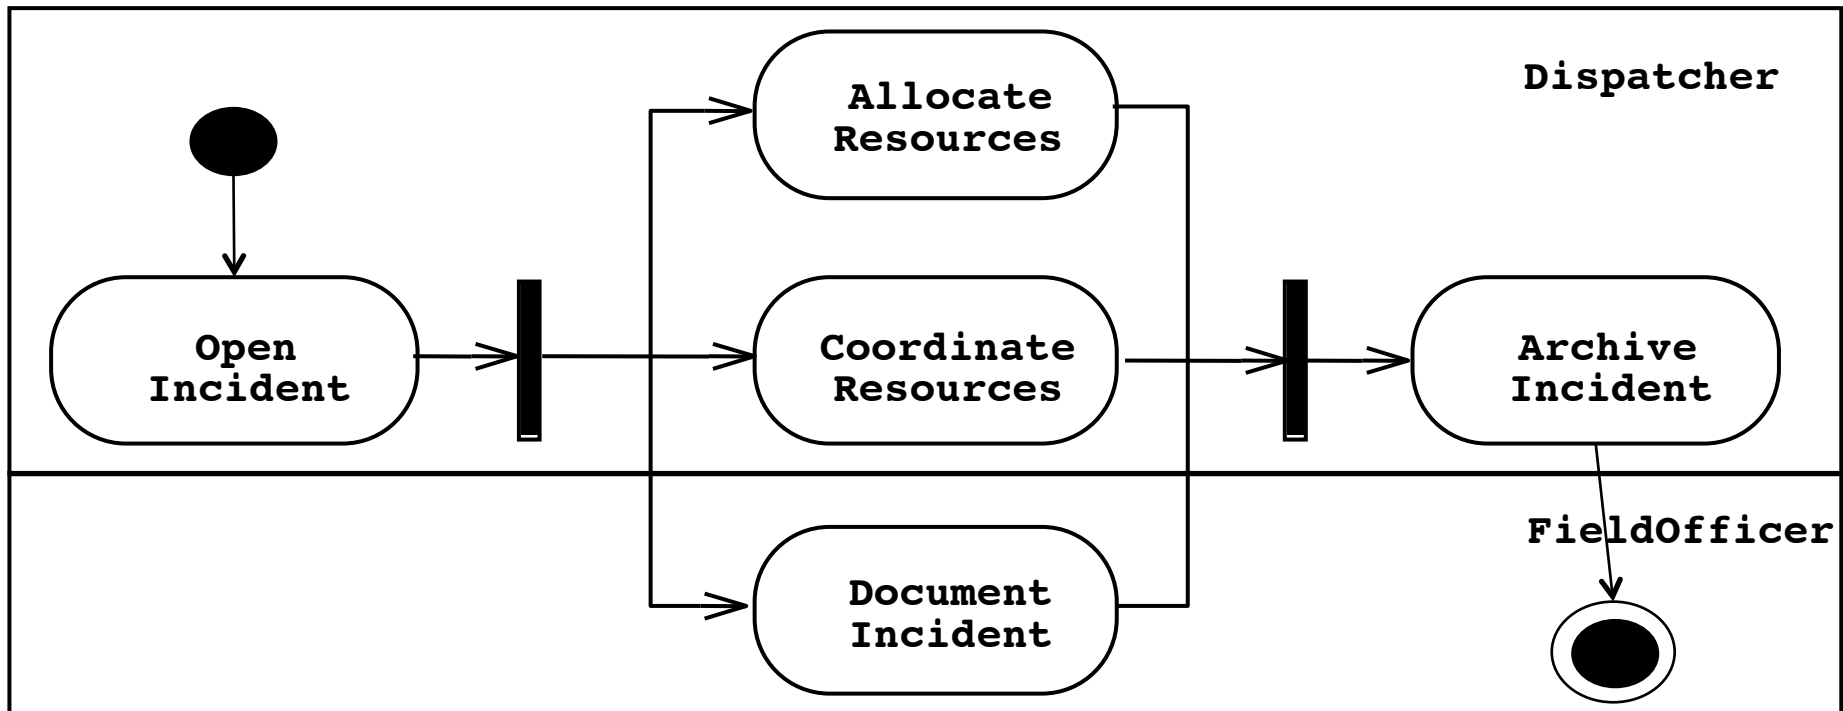 Dispatcher
Allocate
Resources
Open
Incident
Coordinate
Resources
Archive
Incident
FieldOfficer
Document
Incident